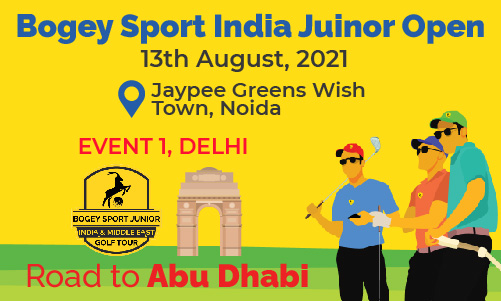 Bogey Sport India Juinor Open
13th August, 2021
Jaypee Greens Wish
Town, Noida
EVENT 1, DELHI
BOGEY SPORT JUNIOR
INDIA & MIDDLE EAST
GOLF TOUR
Road to Abu Dhabi